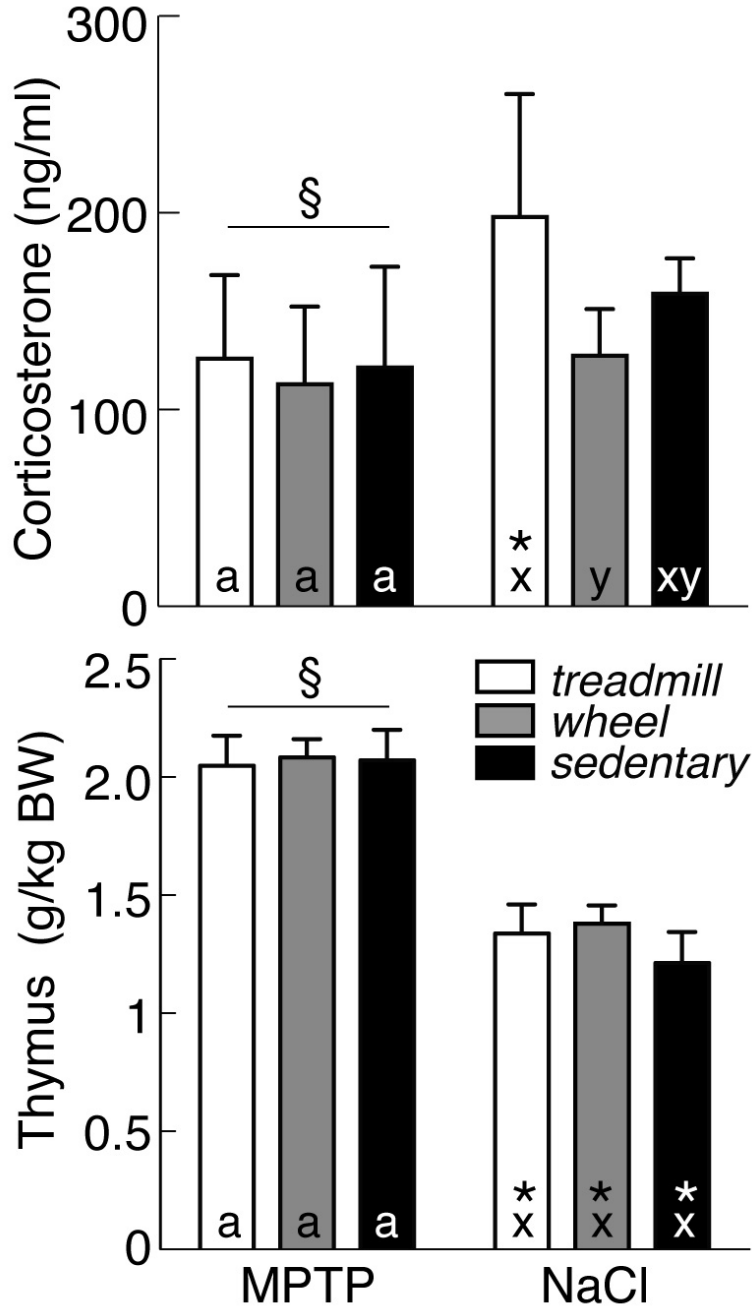 Corticosterone (ng/ml)
300
200
100
0
§
a a a
*
x y xy
Thymus (g/kg BW)
2.5
2.0
1.5
1
0.5
0
§
treadmill
wheel
sedentary
a a a
* * *
x x x
MPTP NaCl